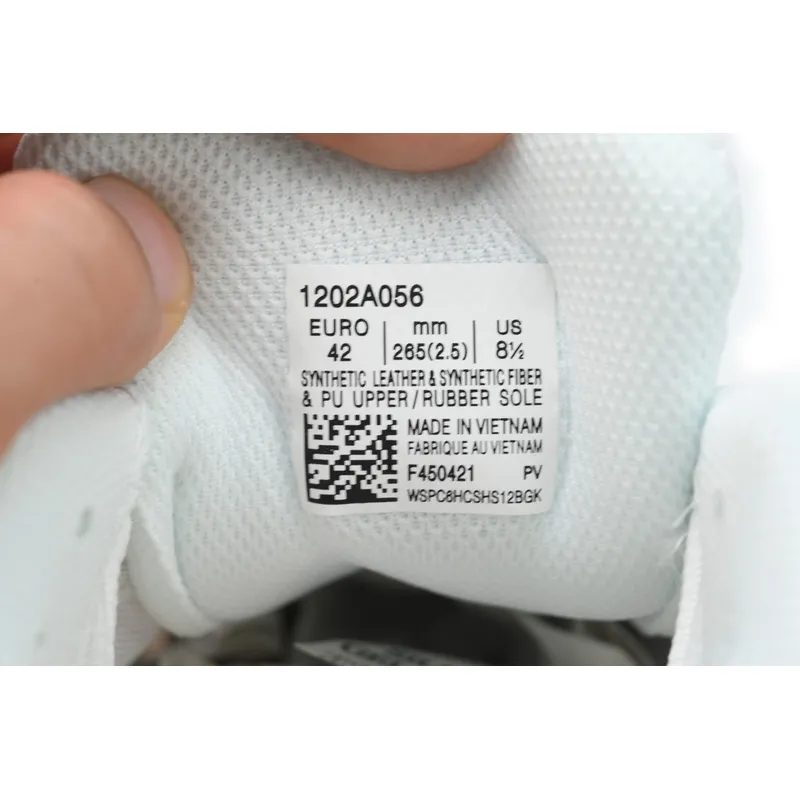 1202A056
EURO mm US
42 265(2.5) 8½
SYNTHETIC LEATHER & SYNTHETIC FIBER
& PU UPPER/RUBBER SOLE
MADE IN VIETNAM
FABRIQUE AU VIETNAM
F450421 PV
WSPC8HCSHS12BGK